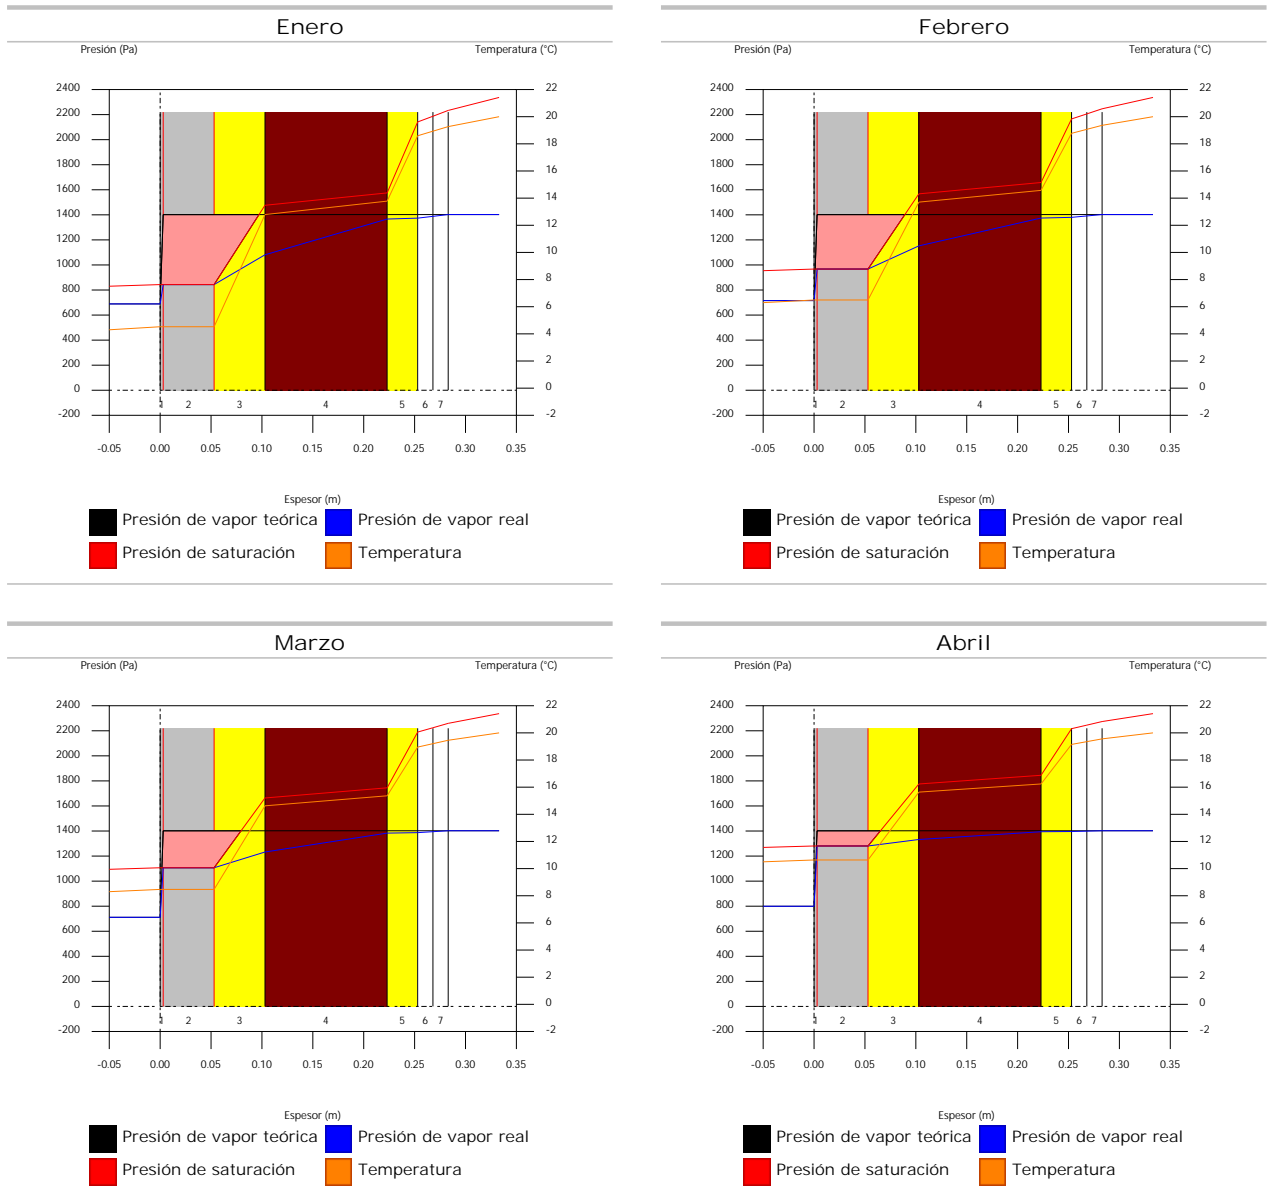 Enero
Presión (Pa) Temperatura (°C)
2400 22
2200 20
2000 18
1800 16
1600 14
1400 12
1200 10
1000 8
800 6
600 4
400 2
200 0
0 -2
-200
1 2 3 4 5 6 7
-0.05 0.00 0.05 0.10 0.15 0.20 0.25 0.30 0.35
Espesor (m)
Presión de vapor teórica Presión de vapor real
Presión de saturación Temperatura
Febrero
Presión (Pa) Temperatura (°C)
2400 22
2200 20
2000 18
1800 16
1600 14
1400 12
1200 10
1000 8
800 6
600 4
400 2
200 0
0 -2
-200
1 2 3 4 5 6 7
-0.05 0.00 0.05 0.10 0.15 0.20 0.25 0.30 0.35
Espesor (m)
Presión de vapor teórica Presión de vapor real
Presión de saturación Temperatura
Marzo
Presión (Pa) Temperatura (°C)
2400 22
2200 20
2000 18
1800 16
1600 14
1400 12
1200 10
1000 8
800 6
600 4
400 2
200 0
0 -2
-200
1 2 3 4 5 6 7
-0.05 0.00 0.05 0.10 0.15 0.20 0.25 0.30 0.35
Espesor (m)
Presión de vapor teórica Presión de vapor real
Presión de saturación Temperatura
Abril
Presión (Pa) Temperatura (°C)
2400 22
2200 20
2000 18
1800 16
1600 14
1400 12
1200 10
1000 8
800 6
600 4
400 2
200 0
0 -2
-200
1 2 3 4 5 6 7
-0.05 0.00 0.05 0.10 0.15 0.20 0.25 0.30 0.35
Espesor (m)
Presión de vapor teórica Presión de vapor real
Presión de saturación Temperatura